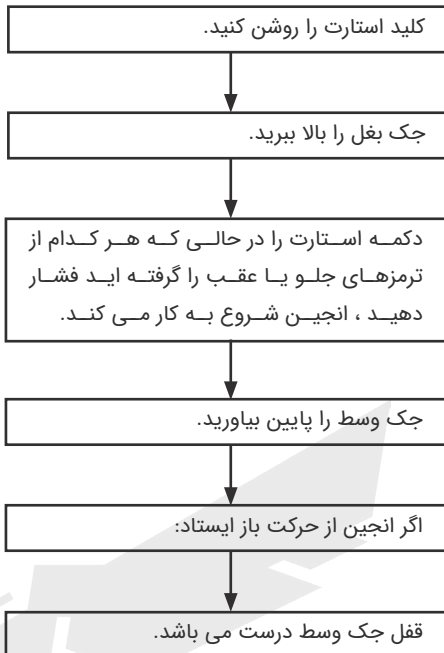 کلید استارت را روشن کنید.
جک بغل را بالا ببرید.
دکمه استارت را در حالی که هر کدام از
ترمزهای جلو یا عقب را گرفته اید فشار
دهید ، انجین شروع به کار می کند.
جک وسط را پایین بیاورید.
اگر انجین از حرکت باز ایستاد:
قفل جک وسط درست می باشد.